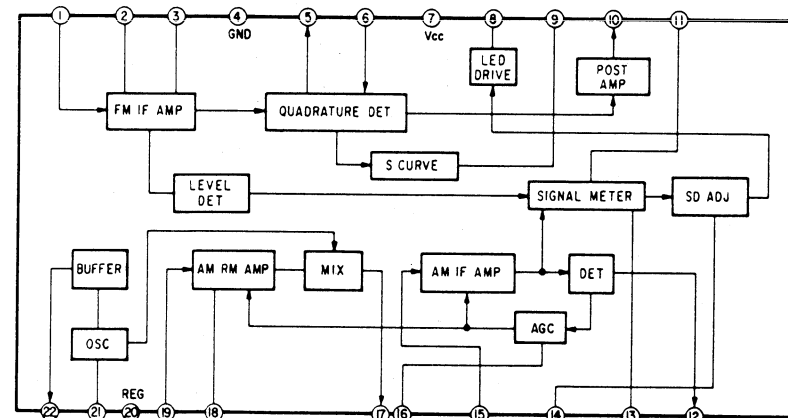 1 2 3 4 5 6 7 8 9 10 11
GND
Vcc
LED
DRIVE
POST
AMP
FM IF AMP
QUADRATURE DET
S CURVE
LEVEL
DET
SIGNAL METER
SD ADJ
BUFFER
AM RM AMP
MIX
AM IF AMP
DET
OSC
AGC
REG
22 21 20 19 18 17 16 15 14 13 12